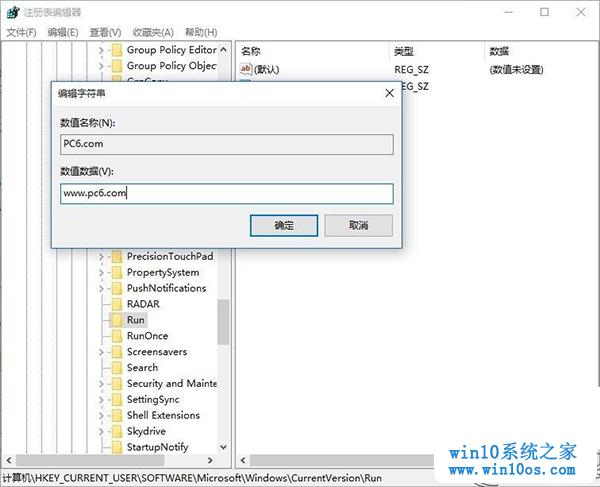 注册表编辑器
文件(F) 编辑(E) 查看(V) 收藏夹(A) 帮助(H)
Group Policy Editor
Group Policy Objec
名称 类型 数据
(默认) REG_SZ (数值未设置)
REG_SZ
编辑字符串
数值名称(N):
PC6.com
数值数据(V):
www.pc6.com
确定 取消
PrecisionTouchPad
PropertySystem
PushNotifications
RADAR
Run
RunOnce
Screensavers
Search
Security and Mainte
SettingSync
Shell Extensions
Skydrive
StartupNotify
计算机\HKEY_CURRENT_USER\SOFTWARE\Microsoft\Windows\CurrentVersion\Run
win10系统之家
www.win10os.com